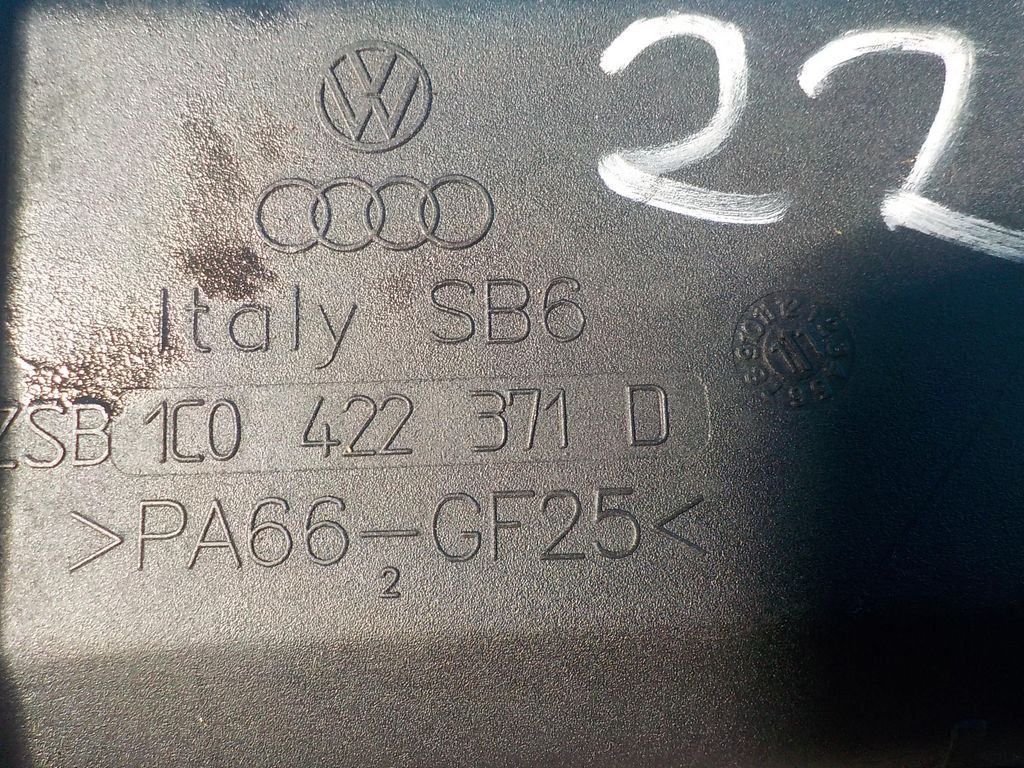 22
Italy SB6
ZSB 1C0 422 371 D
>PA66-GF25<
2